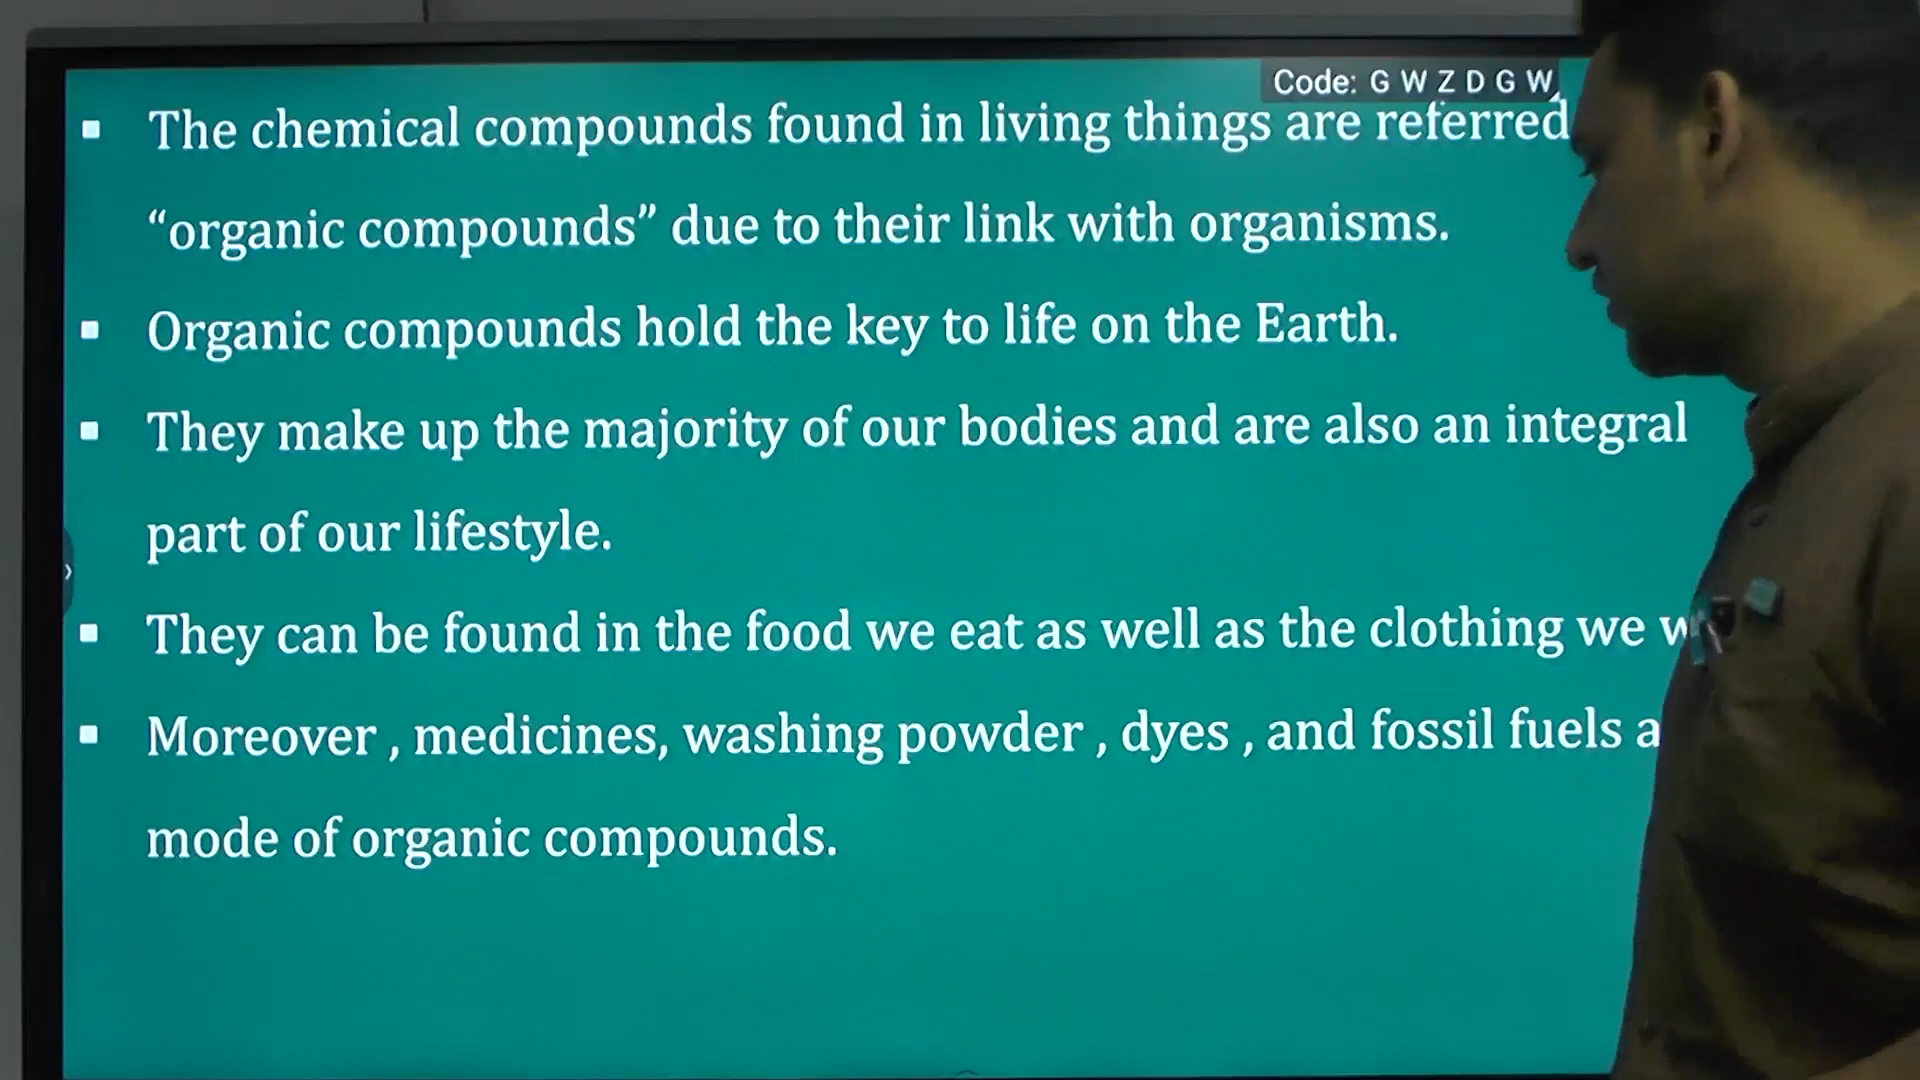 Code: G W Z D G W
▪ The chemical compounds found in living things are referred
“organic compounds” due to their link with organisms.
▪ Organic compounds hold the key to life on the Earth.
▪ They make up the majority of our bodies and are also an integral
part of our lifestyle.
▪ They can be found in the food we eat as well as the clothing we
▪ Moreover , medicines, washing powder , dyes , and fossil fuels
mode of organic compounds.